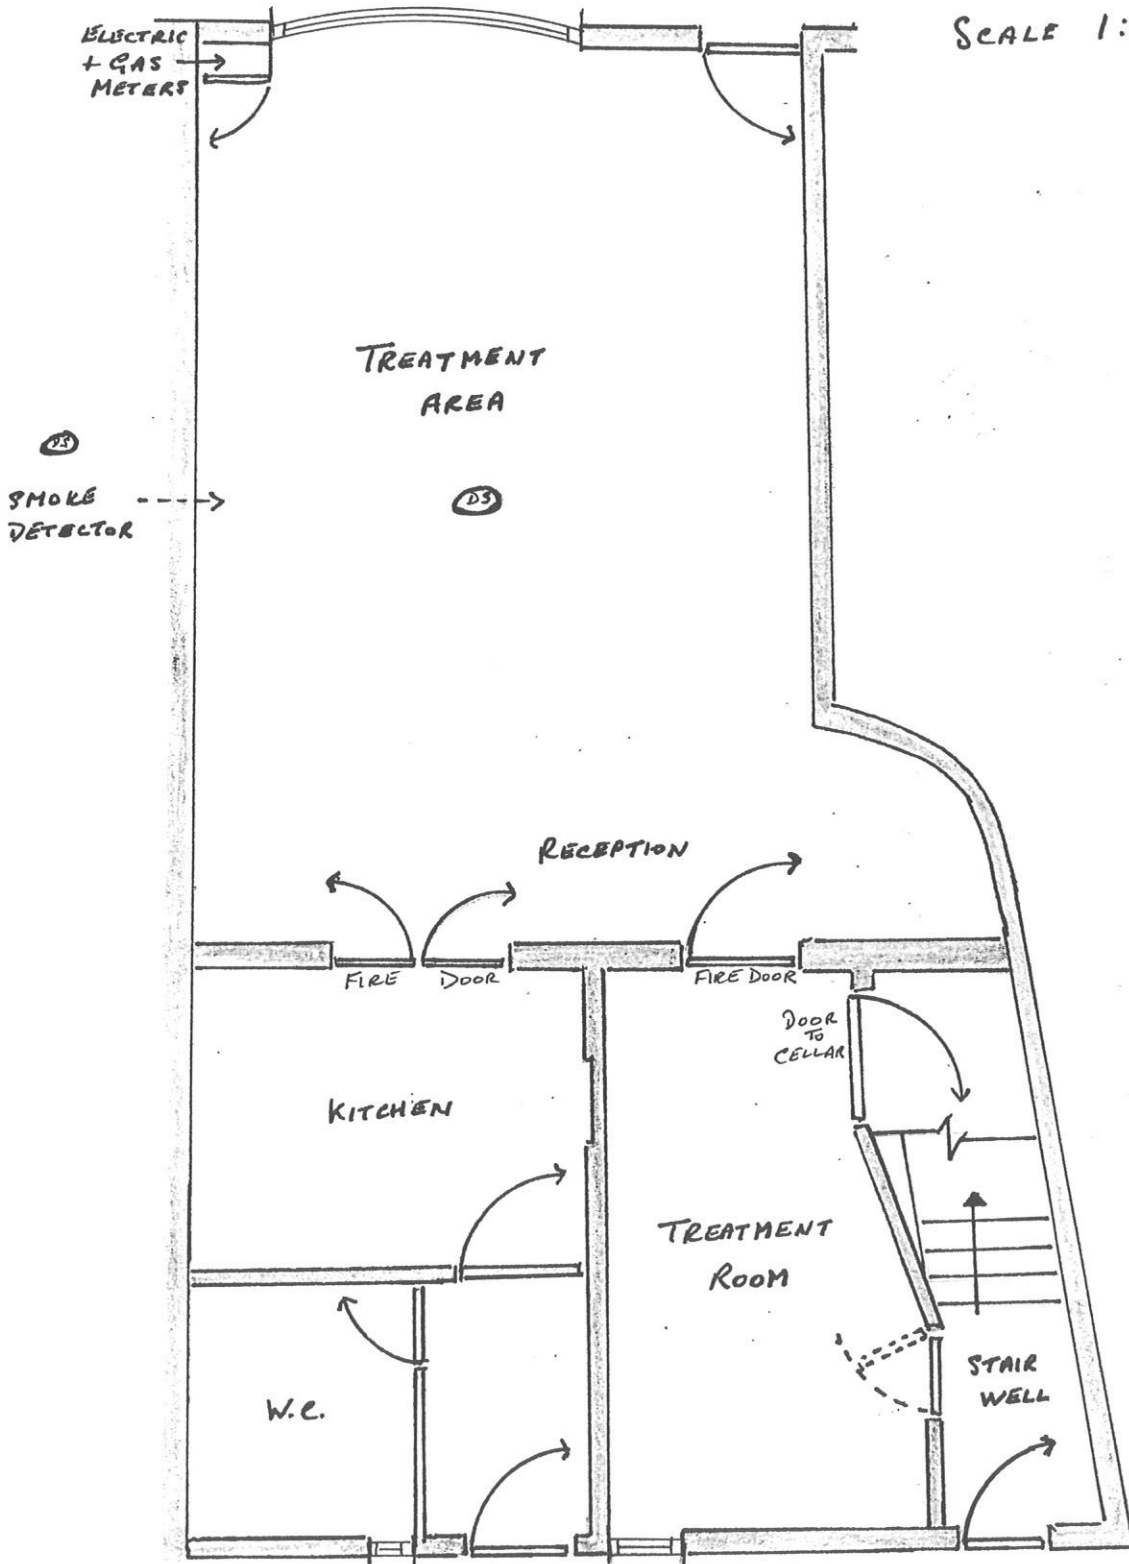 SCALE 1:
ELECTRIC
+ GAS
METERS
TREATMENT
AREA
DS
SMOKE
DETECTOR
DS
RECEPTION
FIRE DOOR
FIRE DOOR
DOOR
TO
CELLAR
KITCHEN
TREATMENT
ROOM
STAIR
WELL
W.C.